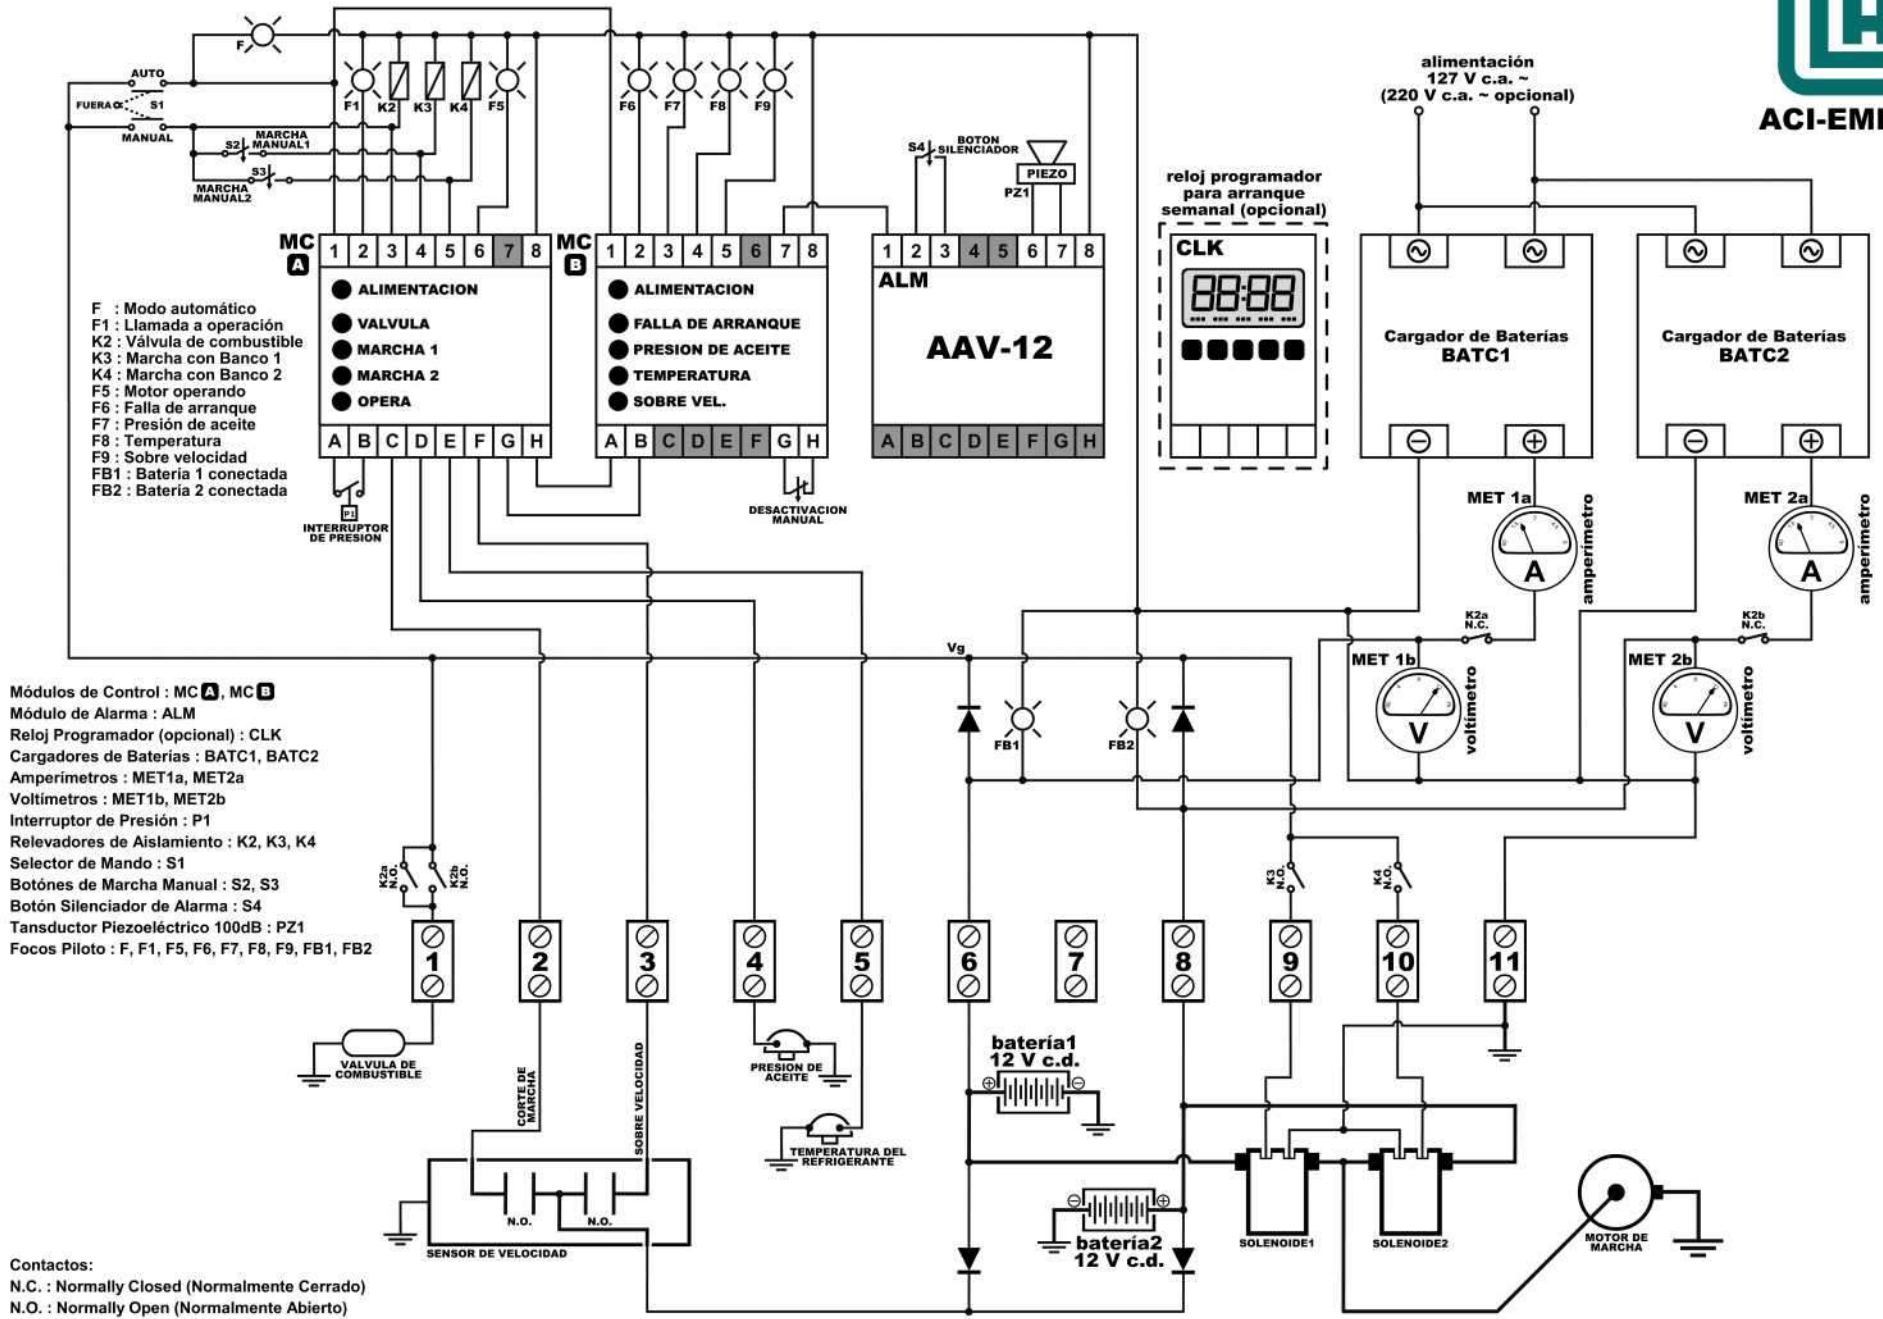 ACI-EM
alimentación
127 V c.a. ~
(220 V c.a. ~ opcional)
F
AUTO
FUERA
S1
MANUAL
F1
K2
K3
K4
F5
F6
F7
F8
F9
S2
MARCHA
MANUAL1
S3
MARCHA
MANUAL2
S4
BOTON
SILENCIADOR
PIEZO
PZ1
reloj programador
para arranque
semanal (opcional)
MC A
1 2 3 4 5 6 7 8
ALIMENTACION
VALVULA
MARCHA 1
MARCHA 2
OPERA
A B C D E F G H
MC B
1 2 3 4 5 6 7 8
ALIMENTACION
FALLA DE ARRANQUE
PRESION DE ACEITE
TEMPERATURA
SOBRE VEL.
A B C D E F G H
1 2 3 4 5 6 7 8
ALM
AAV-12
A B C D E F G H
CLK
88:88
Cargador de Baterías
BATC1
Cargador de Baterías
BATC2
F : Modo automático
F1 : Llamada a operación
K2 : Válvula de combustible
K3 : Marcha con Banco 1
K4 : Marcha con Banco 2
F5 : Motor operando
F6 : Falla de arranque
F7 : Presión de aceite
F8 : Temperatura
F9 : Sobre velocidad
FB1 : Batería 1 conectada
FB2 : Batería 2 conectada
P1
INTERRUPTOR
DE PRESION
DESACTIVACION
MANUAL
MET 1a
A
amperímetro
MET 2a
A
amperímetro
K2a
N.C.
K2b
N.C.
MET 1b
V
voltímetro
MET 2b
V
voltímetro
Vg
FB1
FB2
Módulos de Control : MC A, MC B
Módulo de Alarma : ALM
Reloj Programador (opcional) : CLK
Cargadores de Baterías : BATC1, BATC2
Amperímetros : MET1a, MET2a
Voltímetros : MET1b, MET2b
Interruptor de Presión : P1
Relevadores de Aislamiento : K2, K3, K4
Selector de Mando : S1
Botónes de Marcha Manual : S2, S3
Botón Silenciador de Alarma : S4
Tansductor Piezoeléctrico 100dB : PZ1
Focos Piloto : F, F1, F5, F6, F7, F8, F9, FB1, FB2
K2a
N.O.
K2b
N.O.
K3
N.O.
K4
N.O.
1 2 3 4 5 6 7 8 9 10 11
VALVULA DE
COMBUSTIBLE
CORTE DE
MARCHA
SOBRE VELOCIDAD
PRESION DE
ACEITE
TEMPERATURA DEL
REFRIGERANTE
batería1
12 V c.d.
batería2
12 V c.d.
N.O.
N.O.
SENSOR DE VELOCIDAD
SOLENOIDE1
SOLENOIDE2
MOTOR DE
MARCHA
Contactos:
N.C. : Normally Closed (Normalmente Cerrado)
N.O. : Normally Open (Normalmente Abierto)